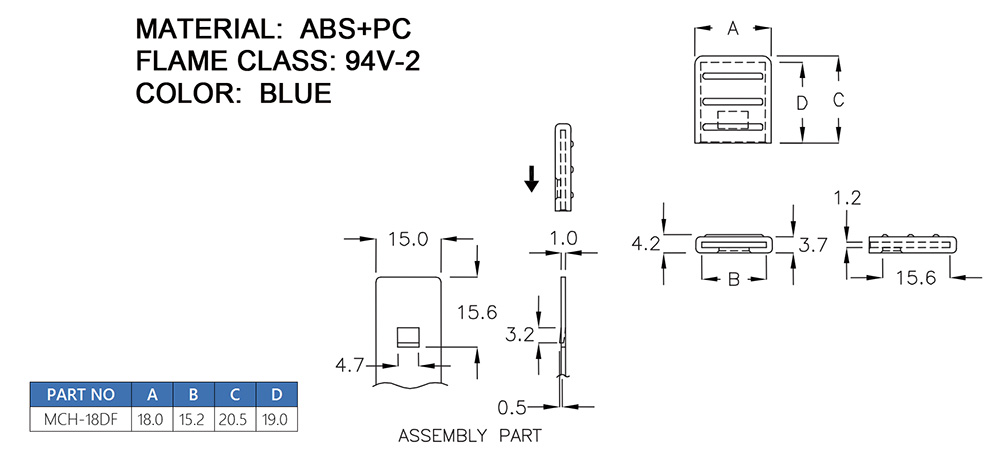 MATERIAL: ABS+PC
FLAME CLASS: 94V-2
COLOR: BLUE
A
D
C
1.2
15.0
1.0
4.2
3.7
B
15.6
15.6
3.2
4.7
0.5
PART NO A B C D
MCH-18DF 18.0 15.2 20.5 19.0
ASSEMBLY PART